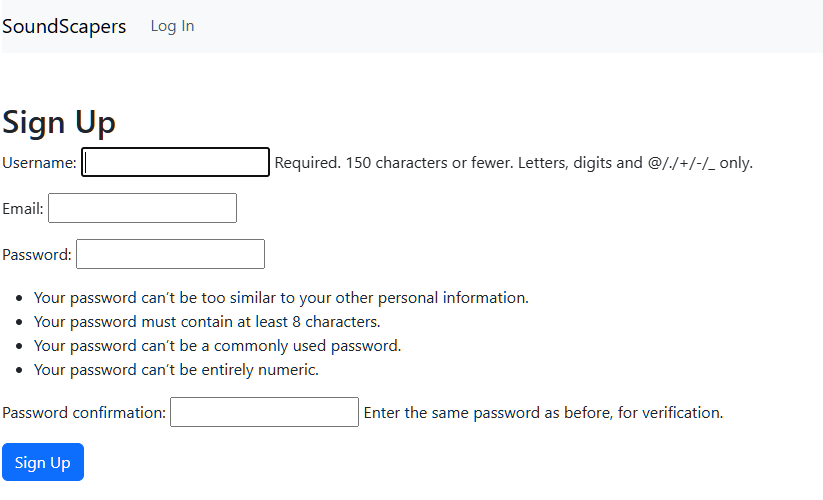 SoundScapers Log In
Sign Up
Username: Required. 150 characters or fewer. Letters, digits and @/./+/-/_ only.
Email:
Password:
Your password can’t be too similar to your other personal information.
Your password must contain at least 8 characters.
Your password can’t be a commonly used password.
Your password can’t be entirely numeric.
Password confirmation: Enter the same password as before, for verification.
Sign Up